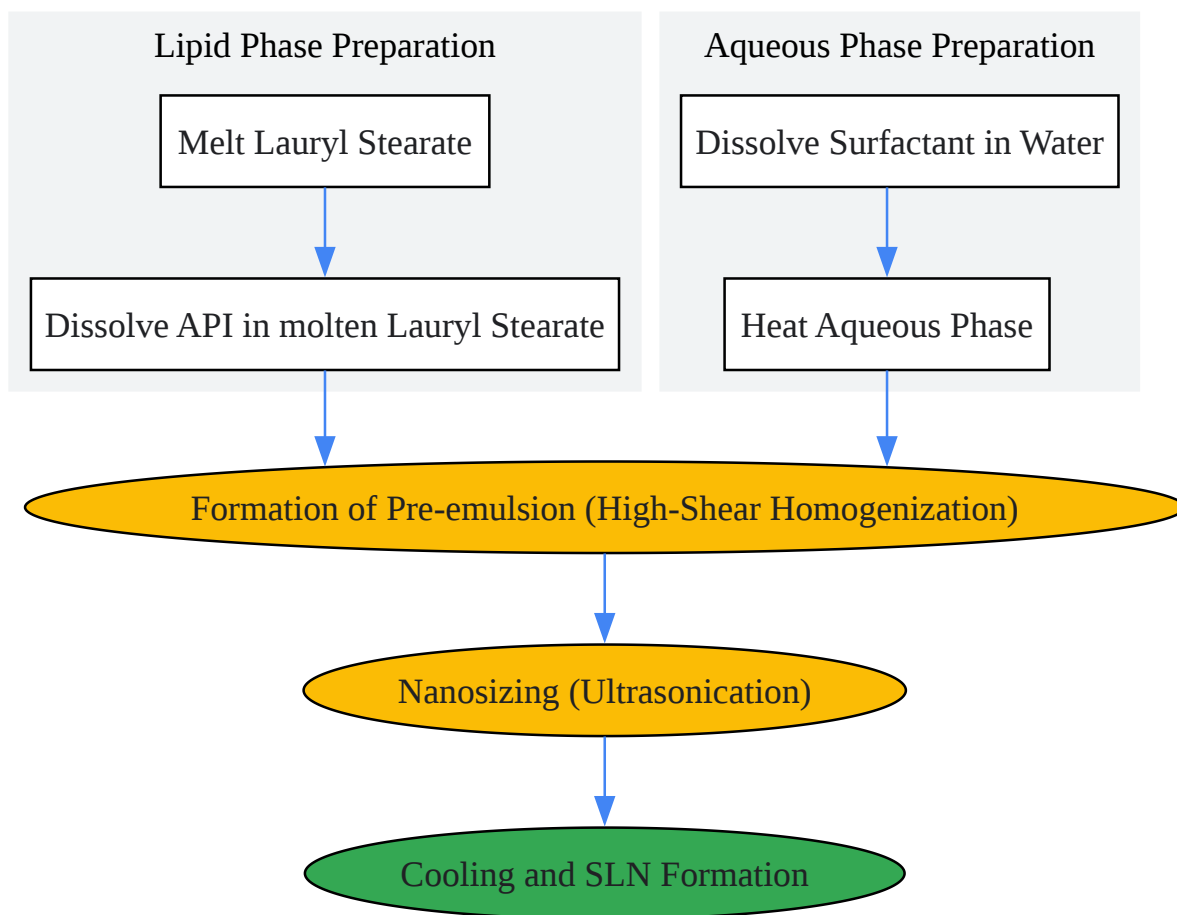 Lipid Phase Preparation
Melt Lauryl Stearate
Dissolve API in molten Lauryl Stearate
Aqueous Phase Preparation
Dissolve Surfactant in Water
Heat Aqueous Phase
Formation of Pre-emulsion (High-Shear Homogenization)
Nanosizing (Ultrasonication)
Cooling and SLN Formation